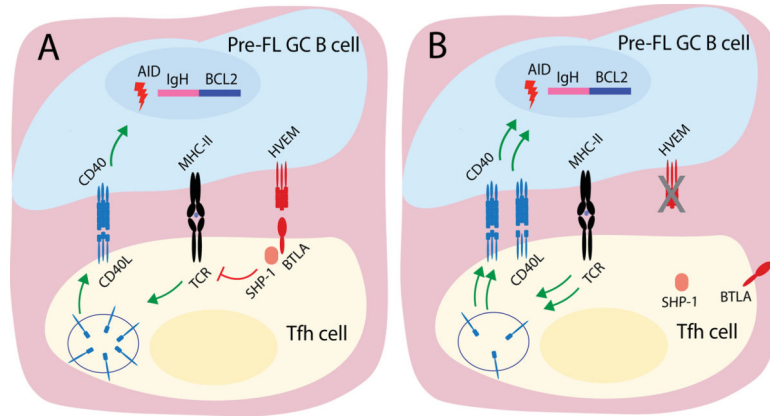 A
Pre-FL GC B cell
AID
IgH
BCL2
CD40
MHC-II
HVEM
CD40L
TCR
SHP-1
BTLA
Tfh cell
B
Pre-FL GC B cell
AID
IgH
BCL2
CD40
MHC-II
HVEM
CD40L
TCR
SHP-1
BTLA
Tfh cell